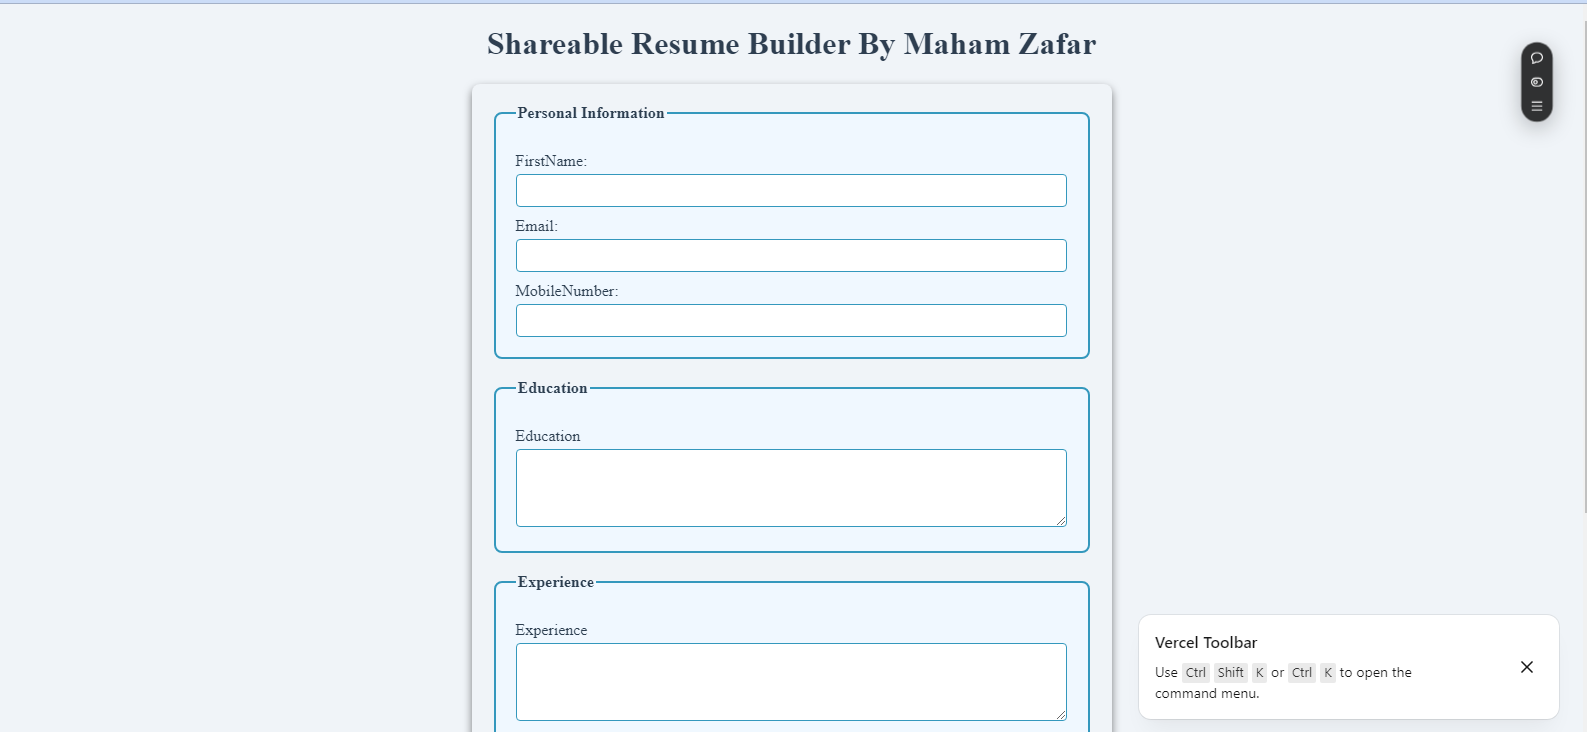 Shareable Resume Builder By Maham Zafar
Personal Information
FirstName:
Email:
MobileNumber:
Education
Education
Experience
Experience
Vercel Toolbar
Use Ctrl Shift K or Ctrl K to open the
command menu.